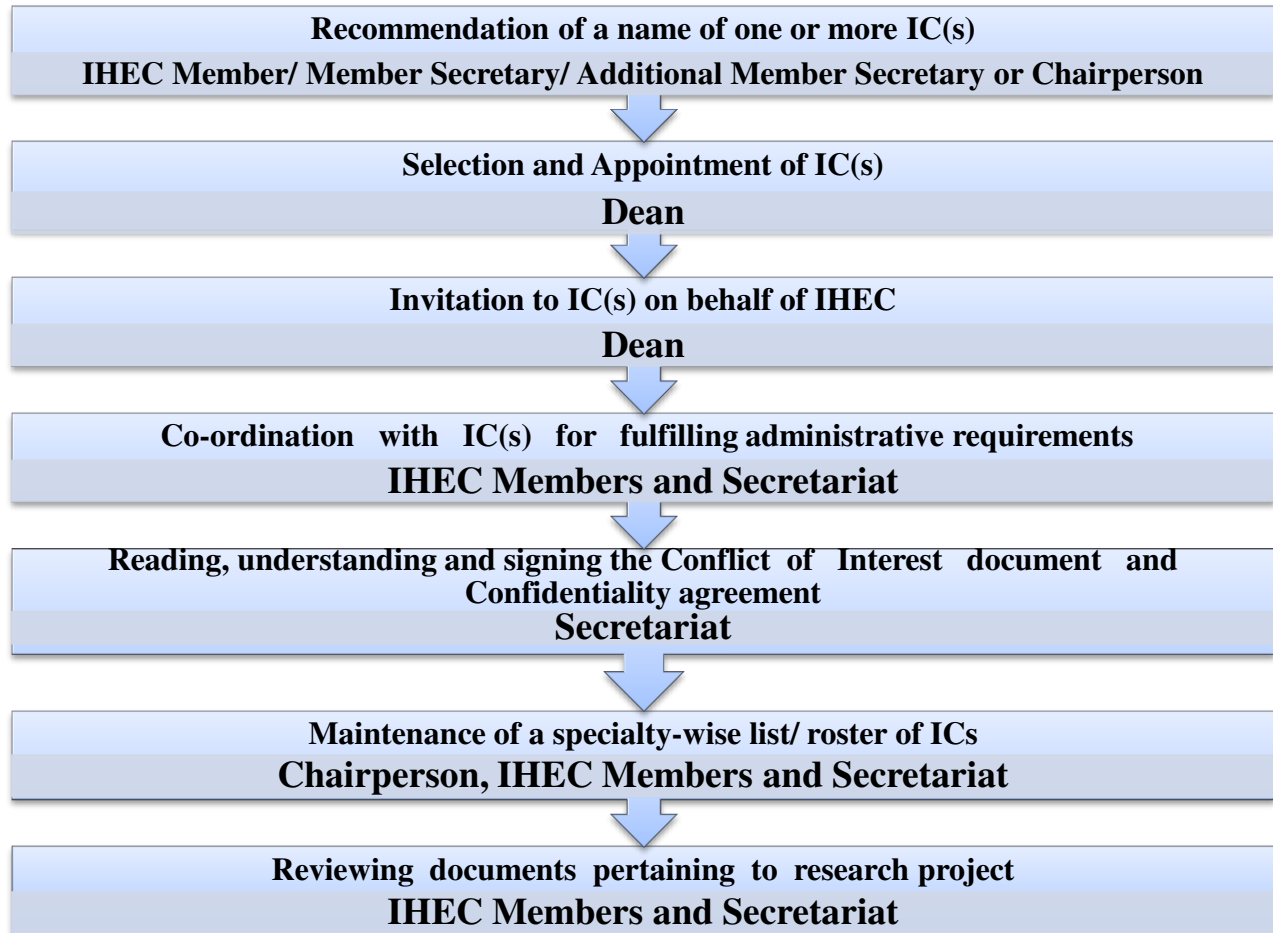 Recommendation of a name of one or more IC(s)
IHEC Member/ Member Secretary/ Additional Member Secretary or Chairperson
Selection and Appointment of IC(s)
Dean
Invitation to IC(s) on behalf of IHEC
Dean
Co-ordination with IC(s) for fulfilling administrative requirements
IHEC Members and Secretariat
Reading, understanding and signing the Conflict of Interest document and
Confidentiality agreement
Secretariat
Maintenance of a specialty-wise list/ roster of ICs
Chairperson, IHEC Members and Secretariat
Reviewing documents pertaining to research project
IHEC Members and Secretariat